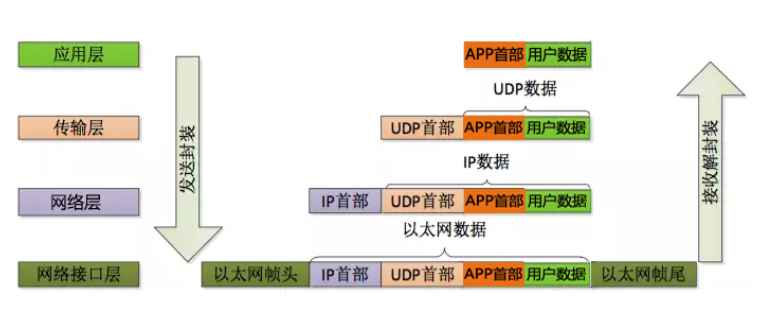 应用层
APP首部 用户数据
UDP数据
传输层
UDP首部 APP首部 用户数据
IP数据
网络层
IP首部 UDP首部 APP首部 用户数据
以太网数据
网络接口层
以太网帧头 IP首部 UDP首部 APP首部 用户数据 以太网帧尾
发送封装
接收解封装